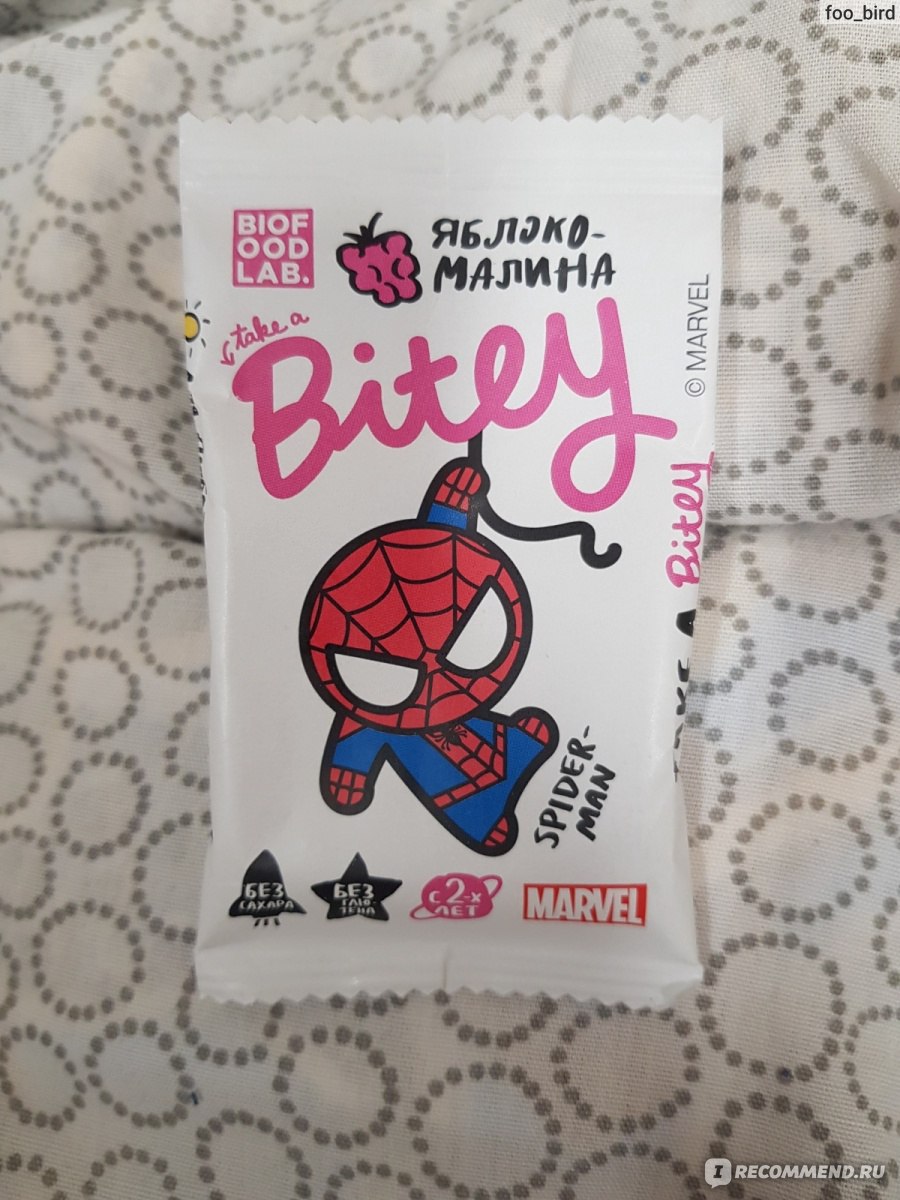 foo_bird
BIOF
OOD
LAB.
ЯБЛОКО-
МАЛИНА
take a
Bitey
© MARVEL
Bitey
TAKE A
SPIDER-
MAN
БЕЗ
САХАРА
БЕЗ
ГЛЮ-
ТЕНА
С 2-х
ЛЕТ
MARVEL
I RECOMMEND.RU